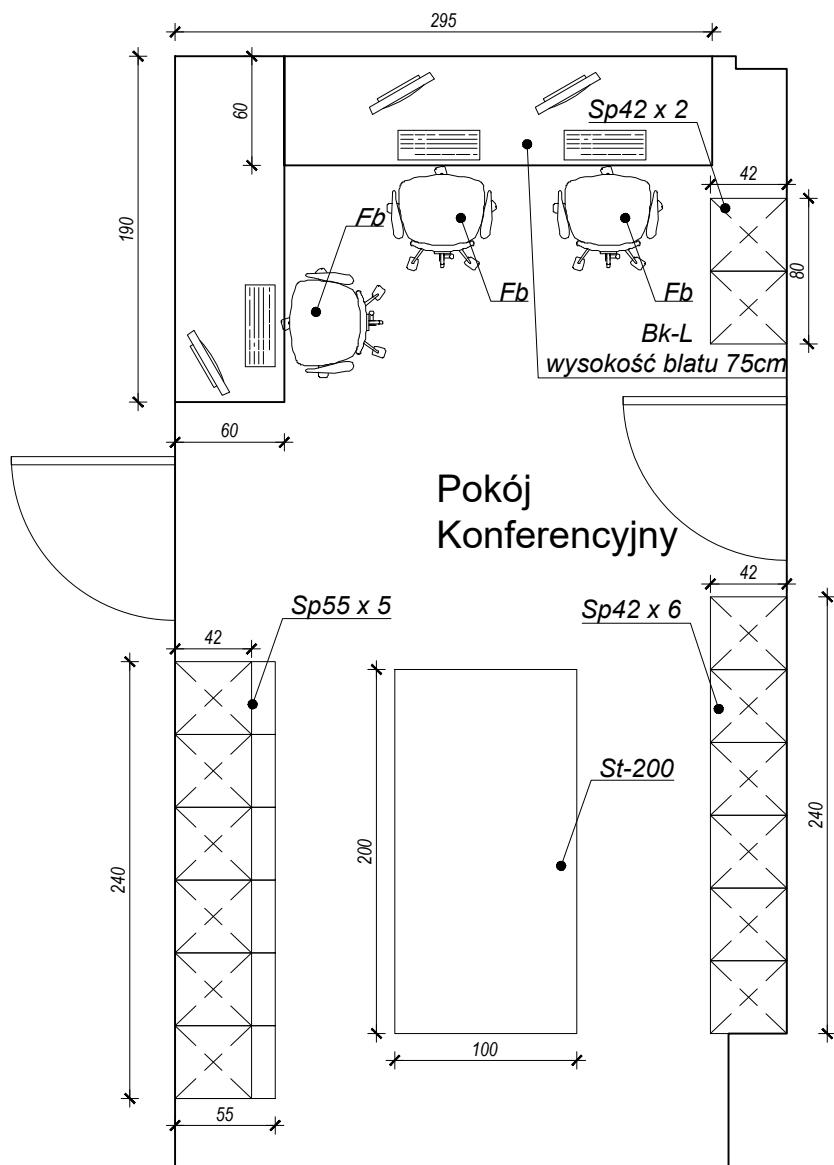 295
60
Sp42 x 2
42
190
80
Fb
Fb
Fb
Bk-L
wysokość blatu 75cm
60
Pokój
Konferencyjny
42
Sp55 x 5
Sp42 x 6
42
St-200
200
240
240
100
55